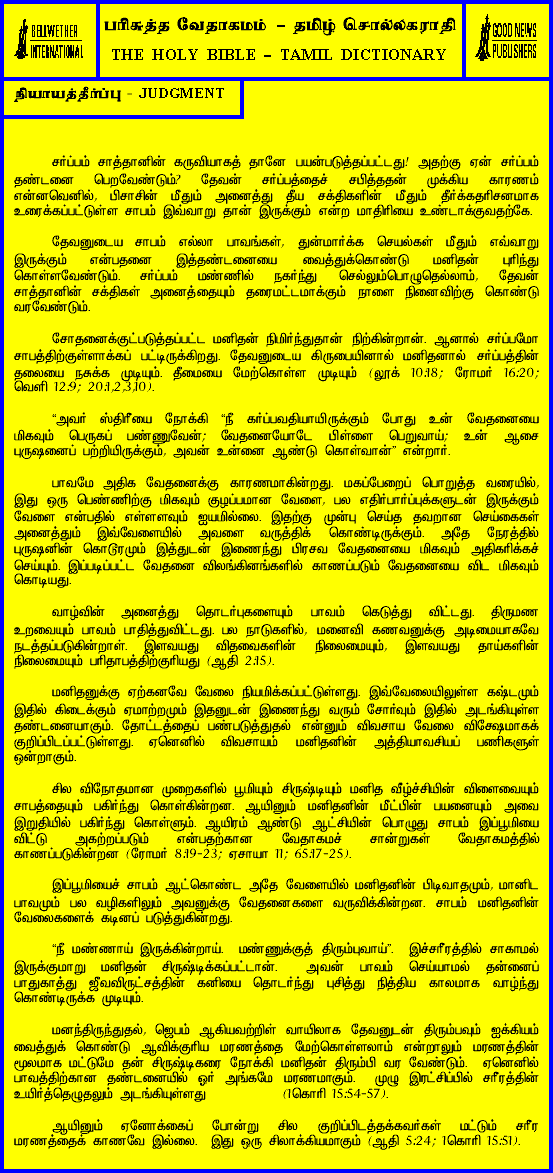 BELLWETHER
INTERNATIONAL
பரிசுத்த வேதாகமம் - தமிழ் சொல்லகராதி
THE HOLY BIBLE - TAMIL DICTIONARY
GOOD NEWS
PUBLISHERS
நியாயத்தீர்ப்பு - JUDGMENT
சர்ப்பம் சாத்தானின் கருவியாகத் தானே பயன்படுத்தப்பட்டது! அதற்கு ஏன் சர்ப்பம்
தண்டனை பெறவேண்டும்? தேவன் சர்ப்பத்தைச் சபித்ததன் முக்கிய காரணம்
என்னவெனில், பிசாசின் மீதும் அனைத்து தீய சக்திகளின் மீதும் தீர்க்கதரிசனமாக
உரைக்கப்பட்டுள்ள சாபம் இவ்வாறு தான் இருக்கும் என்ற மாதிரியை உண்டாக்குவதற்கே.
தேவனுடைய சாபம் எல்லா பாவங்கள், துன்மார்க்க செயல்கள் மீதும் எவ்வாறு
இருக்கும் என்பதனை இத்தண்டனையை வைத்துக்கொண்டு மனிதன் புரிந்து
கொள்ளவேண்டும். சர்ப்பம் மண்ணில் நகர்ந்து செல்லும்பொழுதெல்லாம், தேவன்
சாத்தானின் சக்திகள் அனைத்தையும் தரைமட்டமாக்கும் நாளை நினைவிற்கு கொண்டு
வரவேண்டும்.
சோதனைக்குட்படுத்தப்பட்ட மனிதன் நிமிர்ந்துதான் நிற்கின்றான். ஆனால் சர்ப்பமோ
சாபத்திற்குள்ளாக்கப் பட்டிருக்கிறது. தேவனுடைய கிருபையினால் மனிதனால் சர்ப்பத்தின்
தலையை நசுக்க முடியும். தீமையை மேற்கொள்ள முடியும் (லூக் 10:18; ரோமர் 16:20;
வெளி 12:9; 20:1,2,3,10).
"அவர் ஸ்திரீயை நோக்கி "நீ கர்ப்பவதியாயிருக்கும் போது உன் வேதனையை
மிகவும் பெருகப் பண்ணுவேன்; வேதனையோடே பிள்ளை பெறுவாய்; உன் ஆசை
புருஷனைப் பற்றியிருக்கும், அவன் உன்னை ஆண்டு கொள்வான்" என்றார்.
பாவமே அதிக வேதனைக்கு காரணமாகின்றது. மகப்பேறைப் பொறுத்த வரையில்,
இது ஒரு பெண்ணிற்கு மிகவும் குழப்பமான வேளை, பல எதிர்பார்ப்புக்களுடன் இருக்கும்
வேளை என்பதில் எள்ளளவும் ஐயமில்லை. இதற்கு முன்பு செய்த தவறான செய்கைகள்
அனைத்தும் இவ்வேளையில் அவளை வருத்திக் கொண்டிருக்கும். அதே நேரத்தில்
புருஷனின் கொடூரமும் இத்துடன் இணைந்து பிரசவ வேதனையை மிகவும் அதிகரிக்கச்
செய்யும். இப்படிப்பட்ட வேதனை விலங்கினங்களில் காணப்படும் வேதனையை விட மிகவும்
கொடியது.
வாழ்வின் அனைத்து தொடர்புகளையும் பாவம் கெடுத்து விட்டது. திருமண
உறவையும் பாவம் பாதித்துவிட்டது. பல நாடுகளில், மனைவி கணவனுக்கு அடிமையாகவே
நடத்தப்படுகின்றாள். இளவயது விதவைகளின் நிலைமையும், இளவயது தாய்களின்
நிலைமையும் பரிதாபத்திற்குரியது (ஆதி 2:15).
மனிதனுக்கு ஏற்கனவே வேலை நியமிக்கப்பட்டுள்ளது. இவ்வேலையிலுள்ள கஷ்டமும்
இதில் கிடைக்கும் ஏமாற்றமும் இதனுடன் இணைந்து வரும் சோர்வும் இதில் அடங்கியுள்ள
தண்டனையாகும். தோட்டத்தைப் பண்படுத்துதல் என்னும் விவசாய வேலை விசேஷமாகக்
குறிப்பிடப்பட்டுள்ளது. ஏனெனில் விவசாயம் மனிதனின் அத்தியாவசியப் பணிகளுள்
ஒன்றாகும்.
சில விநோதமான முறைகளில் பூமியும் சிருஷ்டியும் மனித வீழ்ச்சியின் விளைவையும்
சாபத்தையும் பகிர்ந்து கொள்கின்றன. ஆயினும் மனிதனின் மீட்பின் பயனையும் அவை
இறுதியில் பகிர்ந்து கொள்ளும். ஆயிரம் ஆண்டு ஆட்சியின் பொழுது சாபம் இப்பூமியை
விட்டு அகற்றப்படும் என்பதற்கான வேதாகமச் சான்றுகள் வேதாகமத்தில்
காணப்படுகின்றன (ரோமர் 8:19-23; ஏசாயா 11; 65:17-25).
இப்பூமியைச் சாபம் ஆட்கொண்ட அதே வேளையில் மனிதனின் பிடிவாதமும், மானிட
பாவமும் பல வழிகளிலும் அவனுக்கு வேதனைகளை வருவிக்கின்றன. சாபம் மனிதனின்
வேலைகளைக் கடினப் படுத்துகின்றது.
"நீ மண்ணாய் இருக்கின்றாய். மண்ணுக்குத் திரும்புவாய்". இச்சரீரத்தில் சாகாமல்
இருக்குமாறு மனிதன் சிருஷ்டிக்கப்பட்டான். அவன் பாவம் செய்யாமல் தன்னைப்
பாதுகாத்து ஜீவவிருட்சத்தின் கனியை தொடர்ந்து புசித்து நித்திய காலமாக வாழ்ந்து
கொண்டிருக்க முடியும்.
மனந்திருந்துதல், ஜெபம் ஆகியவற்றின் வாயிலாக தேவனுடன் திரும்பவும் ஐக்கியம்
வைத்துக் கொண்டு ஆவிக்குரிய மரணத்தை மேற்கொள்ளலாம் என்றாலும் மரணத்தின்
மூலமாக மட்டுமே தன் சிருஷ்டிகரை நோக்கி மனிதன் திரும்பி வர வேண்டும். ஏனெனில்
பாவத்திற்கான தண்டனையில் ஓர் அங்கமே மரணமாகும். முழு இரட்சிப்பில் சரீரத்தின்
உயிர்த்தெழுதலும் அடங்கியுள்ளது (1கொரி 15:54-57).
ஆயினும் ஏனோக்கைப் போன்று சில குறிப்பிடத்தக்கவர்கள் மட்டும் சரீர
மரணத்தைக் காணவே இல்லை. இது ஒரு சிலாக்கியமாகும் (ஆதி 5:24; 1கொரி 15:51).